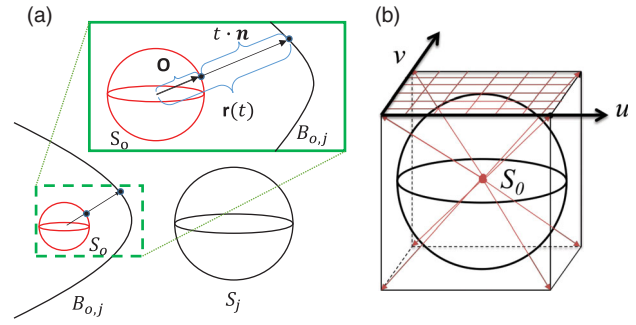 (a)
t · n
O
r(t)
S_o
B_{o,j}
S_o
B_{o,j}
S_j
(b)
v
u
S_0